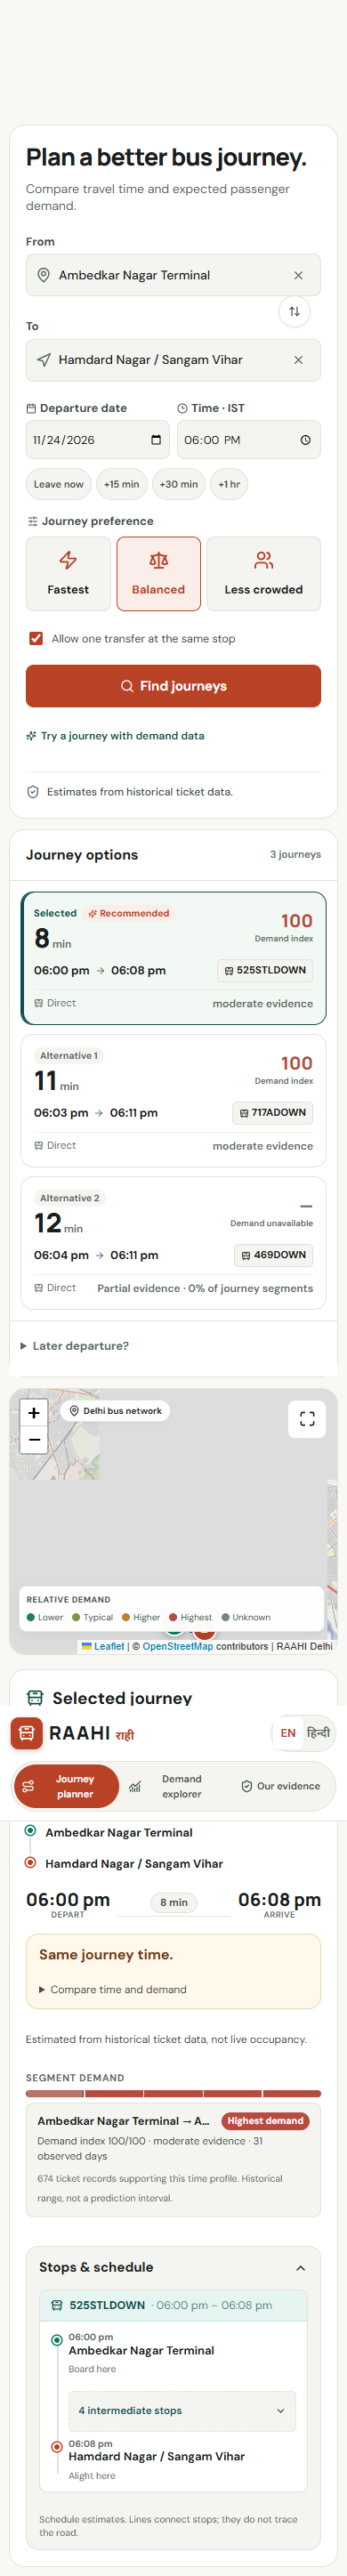 Plan a better bus journey.
Compare travel time and expected passenger
demand.
From
Ambedkar Nagar Terminal
To
Hamdard Nagar / Sangam Vihar
Departure date
Time · IST
11/24/2026
06:00 PM
Leave now
+15 min
+30 min
+1 hr
Journey preference
Fastest
Balanced
Less crowded
Allow one transfer at the same stop
Find journeys
Try a journey with demand data
Estimates from historical ticket data.
Journey options
3 journeys
Selected
Recommended
100
8 min
Demand index
06:00 pm → 06:08 pm
525STLDOWN
Direct
moderate evidence
Alternative 1
100
11 min
Demand index
06:03 pm → 06:11 pm
717ADOWN
Direct
moderate evidence
Alternative 2
—
12 min
Demand unavailable
06:04 pm → 06:11 pm
469DOWN
Direct
Partial evidence · 0% of journey segments
Later departure?
+
−
Delhi bus network
RELATIVE DEMAND
Lower
Typical
Higher
Highest
Unknown
Leaflet | © OpenStreetMap contributors | RAAHI Delhi
Selected journey
RAAHI राही
EN
हिन्दी
Journey
planner
Demand
explorer
Our evidence
Ambedkar Nagar Terminal
Hamdard Nagar / Sangam Vihar
06:00 pm
8 min
06:08 pm
DEPART
ARRIVE
Same journey time.
Compare time and demand
Estimated from historical ticket data, not live occupancy.
SEGMENT DEMAND
Ambedkar Nagar Terminal → A...
Highest demand
Demand index 100/100 · moderate evidence · 31
observed days
674 ticket records supporting this time profile. Historical
range, not a prediction interval.
Stops & schedule
525STLDOWN · 06:00 pm – 06:08 pm
06:00 pm
Ambedkar Nagar Terminal
Board here
4 intermediate stops
06:08 pm
Hamdard Nagar / Sangam Vihar
Alight here
Schedule estimates. Lines connect stops; they do not trace
the road.